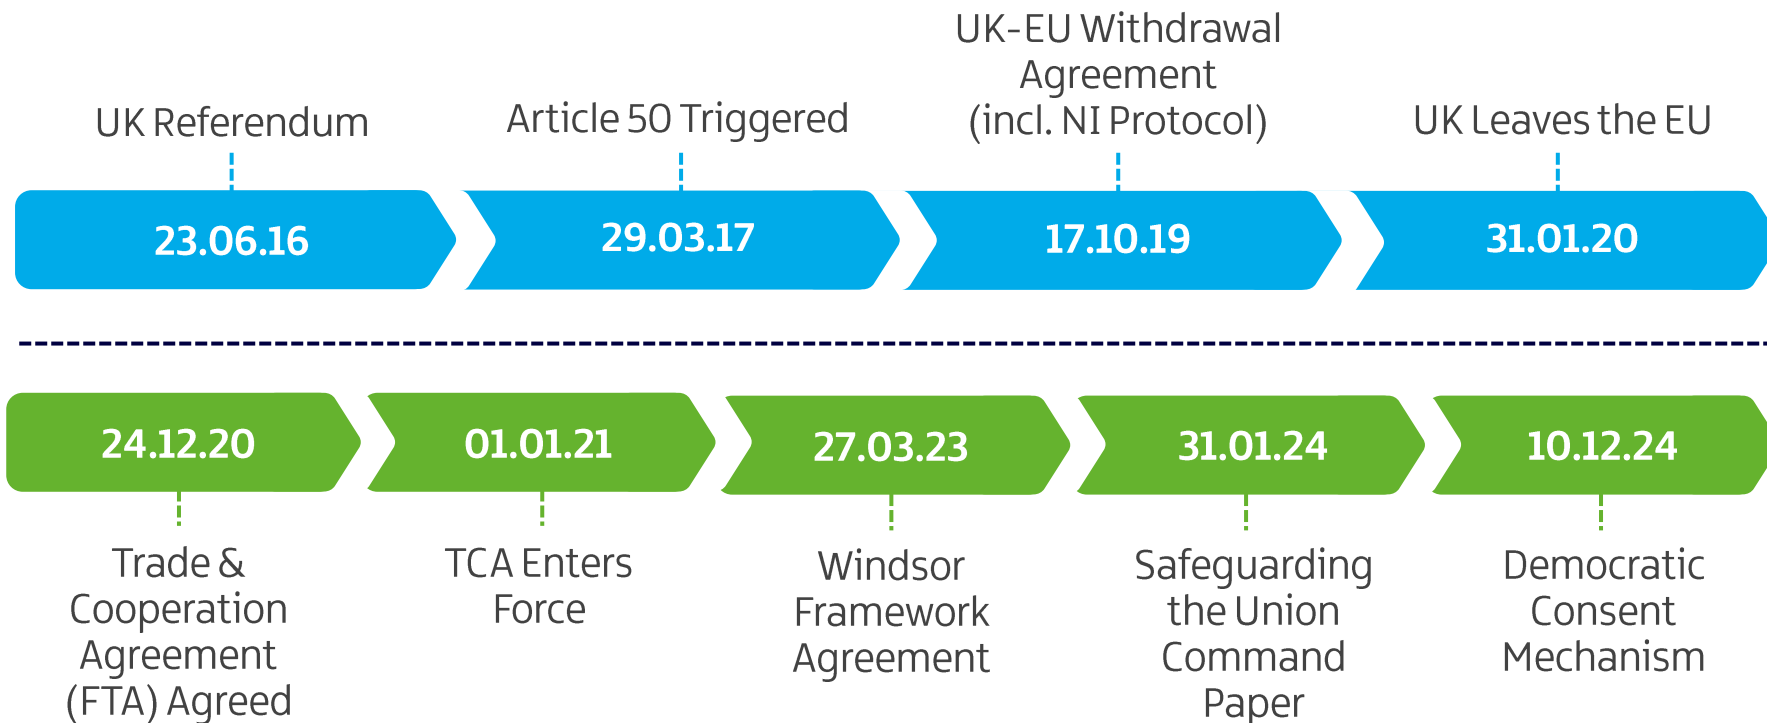 UK Referendum
23.06.16
Article 50 Triggered
29.03.17
UK-EU Withdrawal
Agreement
(incl. NI Protocol)
17.10.19
UK Leaves the EU
31.01.20
24.12.20
Trade &
Cooperation
Agreement
(FTA) Agreed
01.01.21
TCA Enters
Force
27.03.23
Windsor
Framework
Agreement
31.01.24
Safeguarding
the Union
Command
Paper
10.12.24
Democratic
Consent
Mechanism